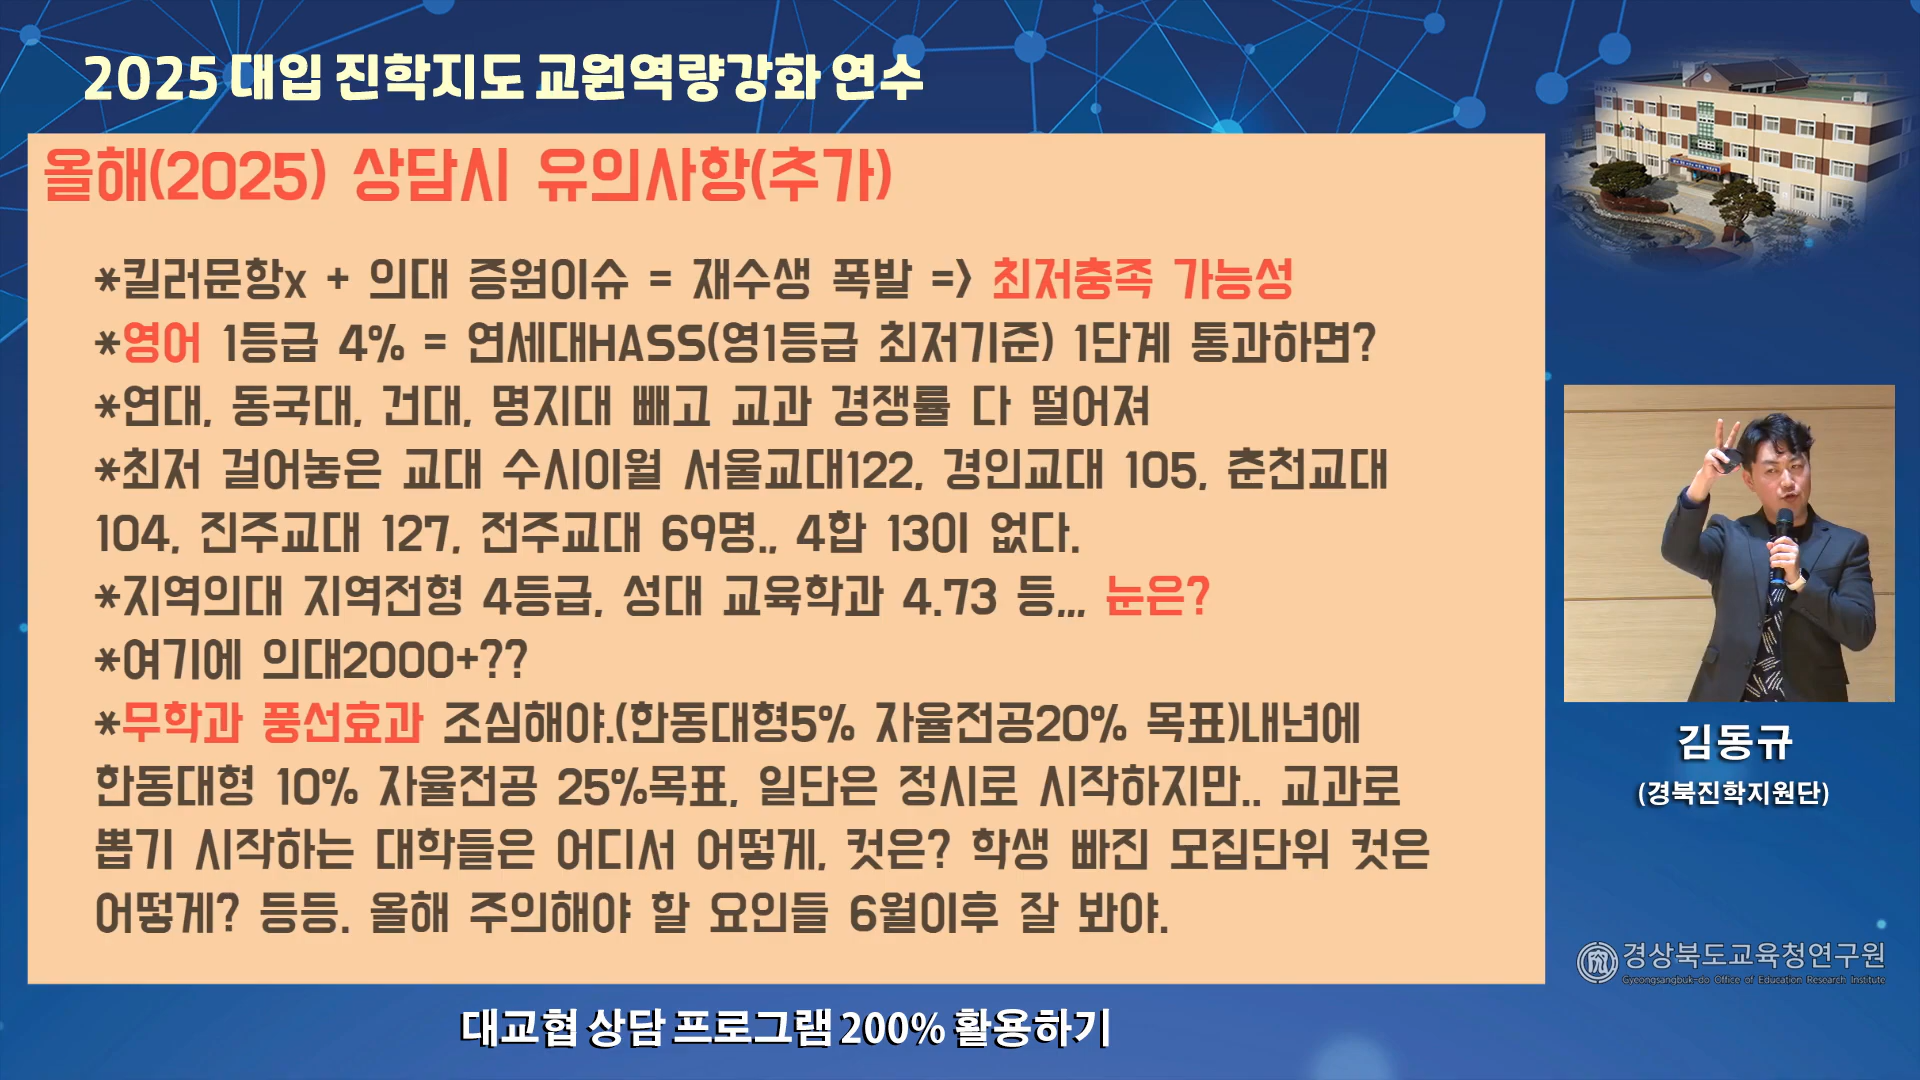 2025 대입 진학지도 교원역량강화 연수
올해(2025) 상담시 유의사항(추가)
*킬러문항x + 의대 증원이슈 = 재수생 폭발 => 최저충족 가능성
*영어 1등급 4% = 연세대HASS(영1등급 최저기준) 1단계 통과하면?
*연대, 동국대, 건대, 명지대 빼고 교과 경쟁률 다 떨어져
*최저 걸어놓은 교대 수시이월 서울교대122, 경인교대 105, 춘천교대
104, 진주교대 127, 전주교대 69명., 4합 13이 없다.
*지역의대 지역전형 4등급, 성대 교육학과 4.73 등,,, 눈은?
*여기에 의대2000+??
*무학과 풍선효과 조심해야.(한동대형5% 자율전공20% 목표)내년에
한동대형 10% 자율전공 25%목표, 일단은 정시로 시작하지만.. 교과로
뽑기 시작하는 대학들은 어디서 어떻게, 컷은? 학생 빠진 모집단위 컷은
어떻게? 등등. 올해 주의해야 할 요인들 6월이후 잘 봐야.
김동규
(경북진학지원단)
경상북도교육청연구원
Gyeongsangbuk-do Office of Education Research Institute
대교협 상담 프로그램 200% 활용하기